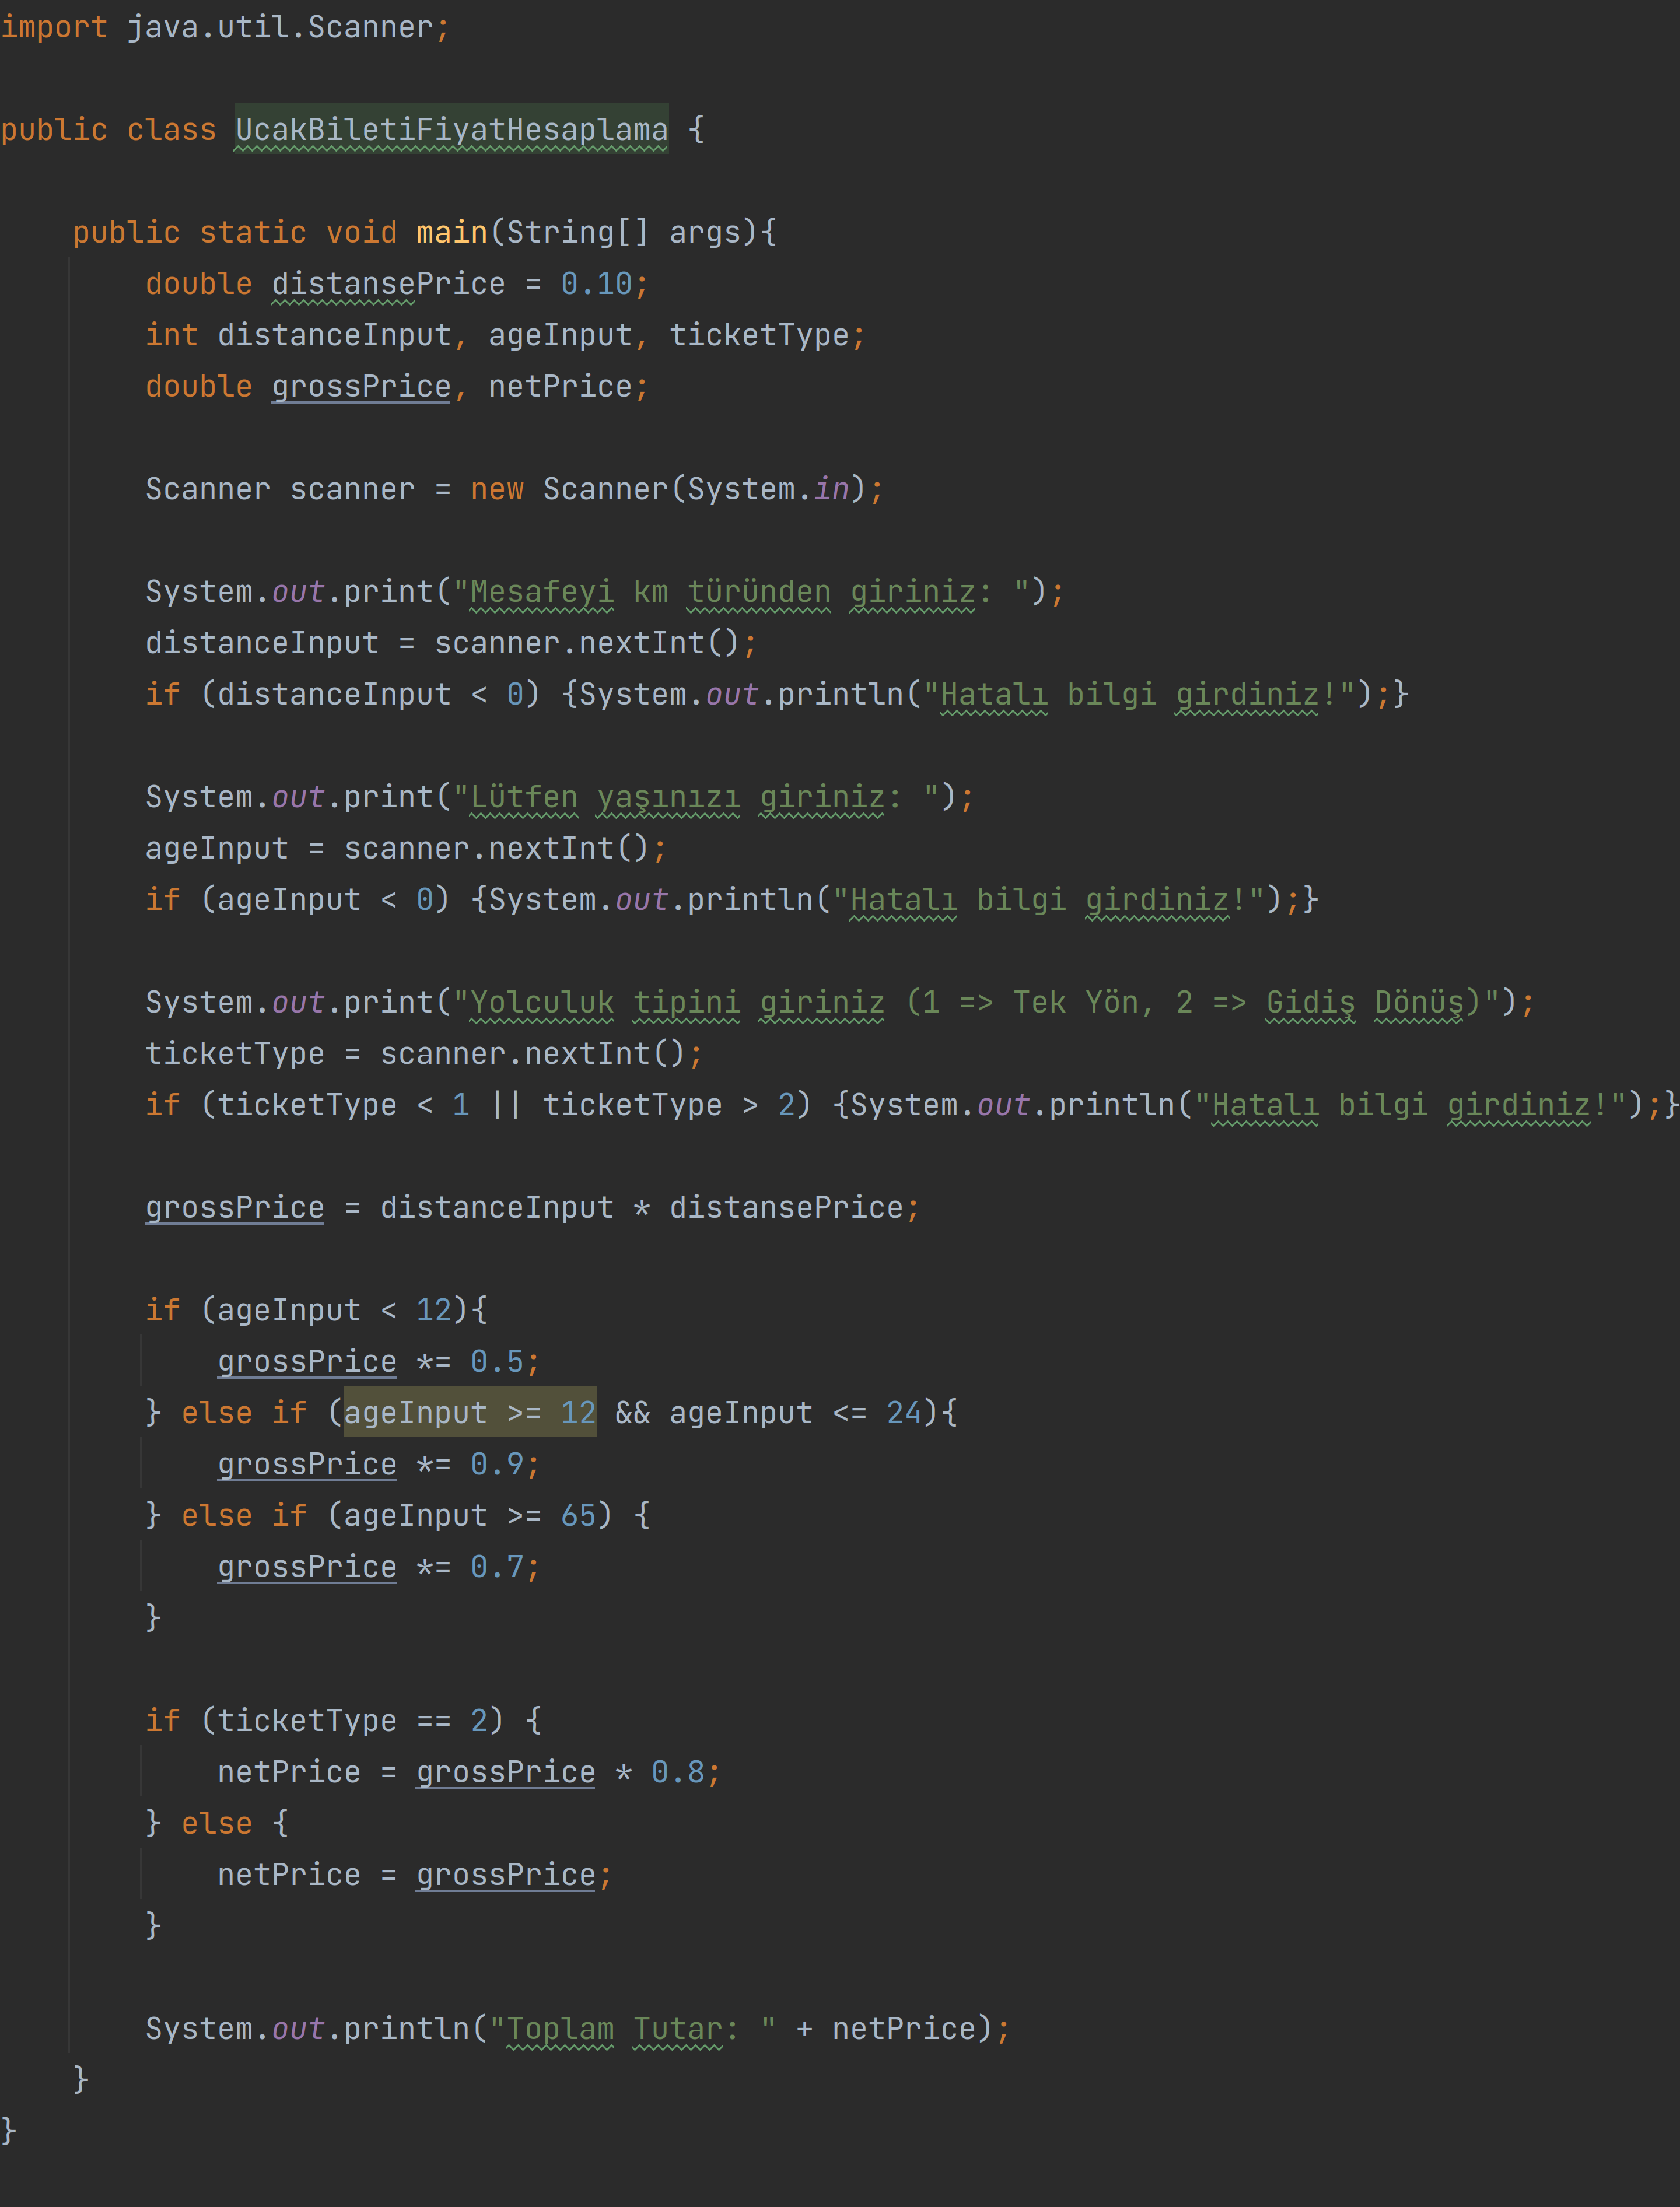 import java.util.Scanner;
public class UcakBiletiFiyatHesaplama {
public static void main(String[] args){
double distansePrice = 0.10;
int distanceInput, ageInput, ticketType;
double grossPrice, netPrice;
Scanner scanner = new Scanner(System.in);
System.out.print("Mesafeyi km türünden giriniz: ");
distanceInput = scanner.nextInt();
if (distanceInput < 0) {System.out.println("Hatalı bilgi girdiniz!");}
System.out.print("Lütfen yaşınızı giriniz: ");
ageInput = scanner.nextInt();
if (ageInput < 0) {System.out.println("Hatalı bilgi girdiniz!");}
System.out.print("Yolculuk tipini giriniz (1 => Tek Yön, 2 => Gidiş Dönüş)");
ticketType = scanner.nextInt();
if (ticketType < 1 || ticketType > 2) {System.out.println("Hatalı bilgi girdiniz!");}
grossPrice = distanceInput * distansePrice;
if (ageInput < 12){
grossPrice *= 0.5;
} else if (ageInput >= 12 && ageInput <= 24){
grossPrice *= 0.9;
} else if (ageInput >= 65) {
grossPrice *= 0.7;
}
if (ticketType == 2) {
netPrice = grossPrice * 0.8;
} else {
netPrice = grossPrice;
}
System.out.println("Toplam Tutar: " + netPrice);
}
}